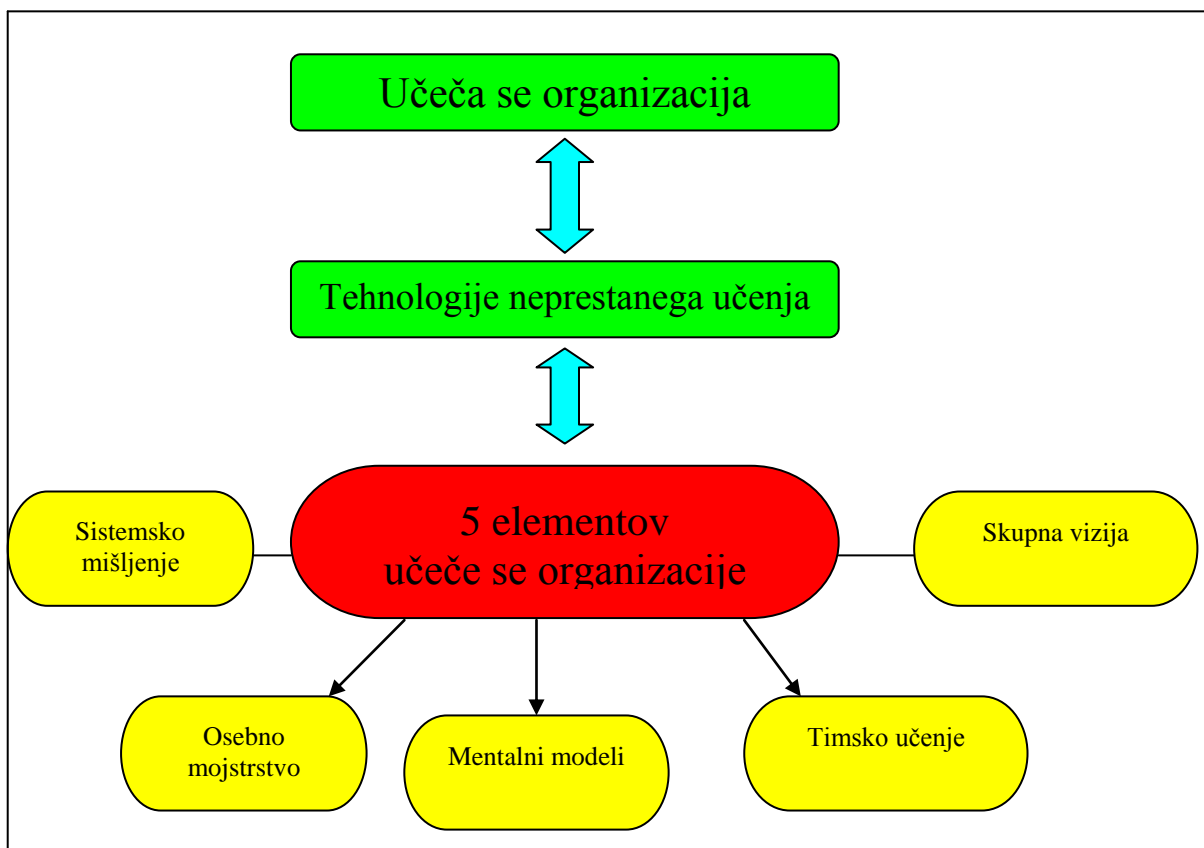 Učeča se organizacija
Tehnologije neprestanega učenja
5 elementov
učeče se organizacije
Sistemsko
mišljenje
Skupna vizija
Osebno
mojstrstvo
Mentalni modeli
Timsko učenje